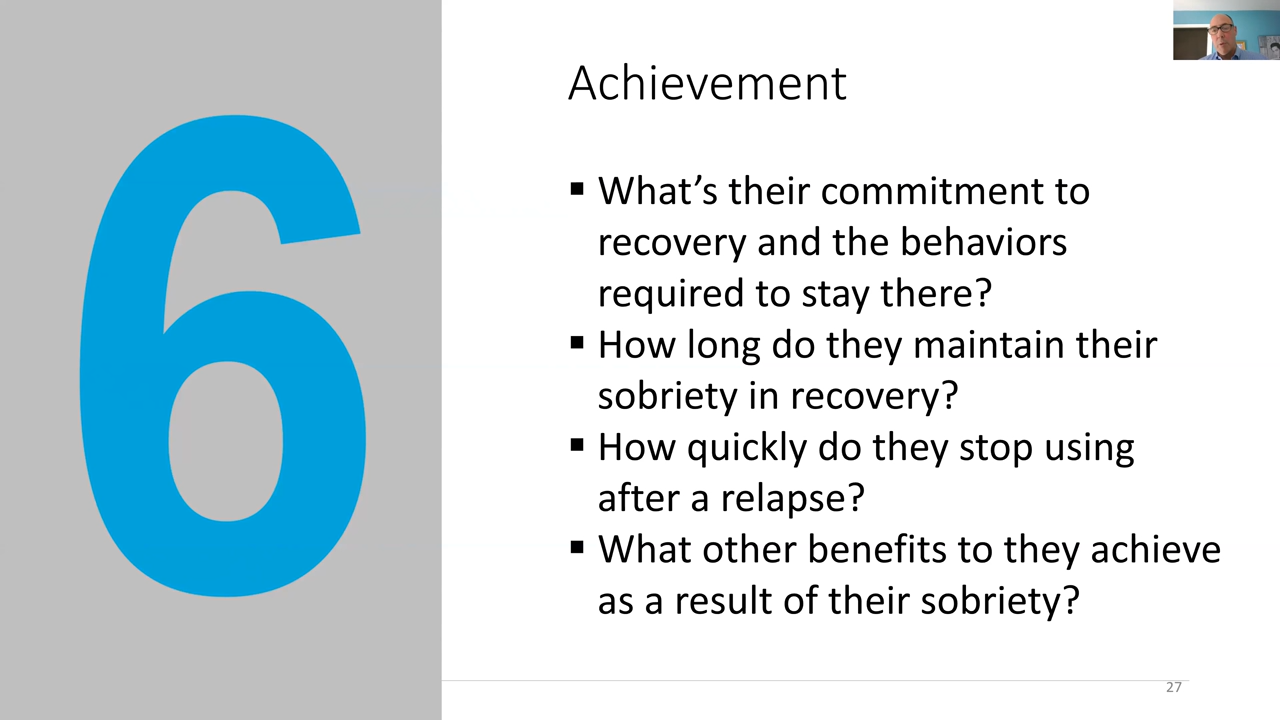 6
Achievement
▪ What’s their commitment to
recovery and the behaviors
required to stay there?
▪ How long do they maintain their
sobriety in recovery?
▪ How quickly do they stop using
after a relapse?
▪ What other benefits to they achieve
as a result of their sobriety?
27